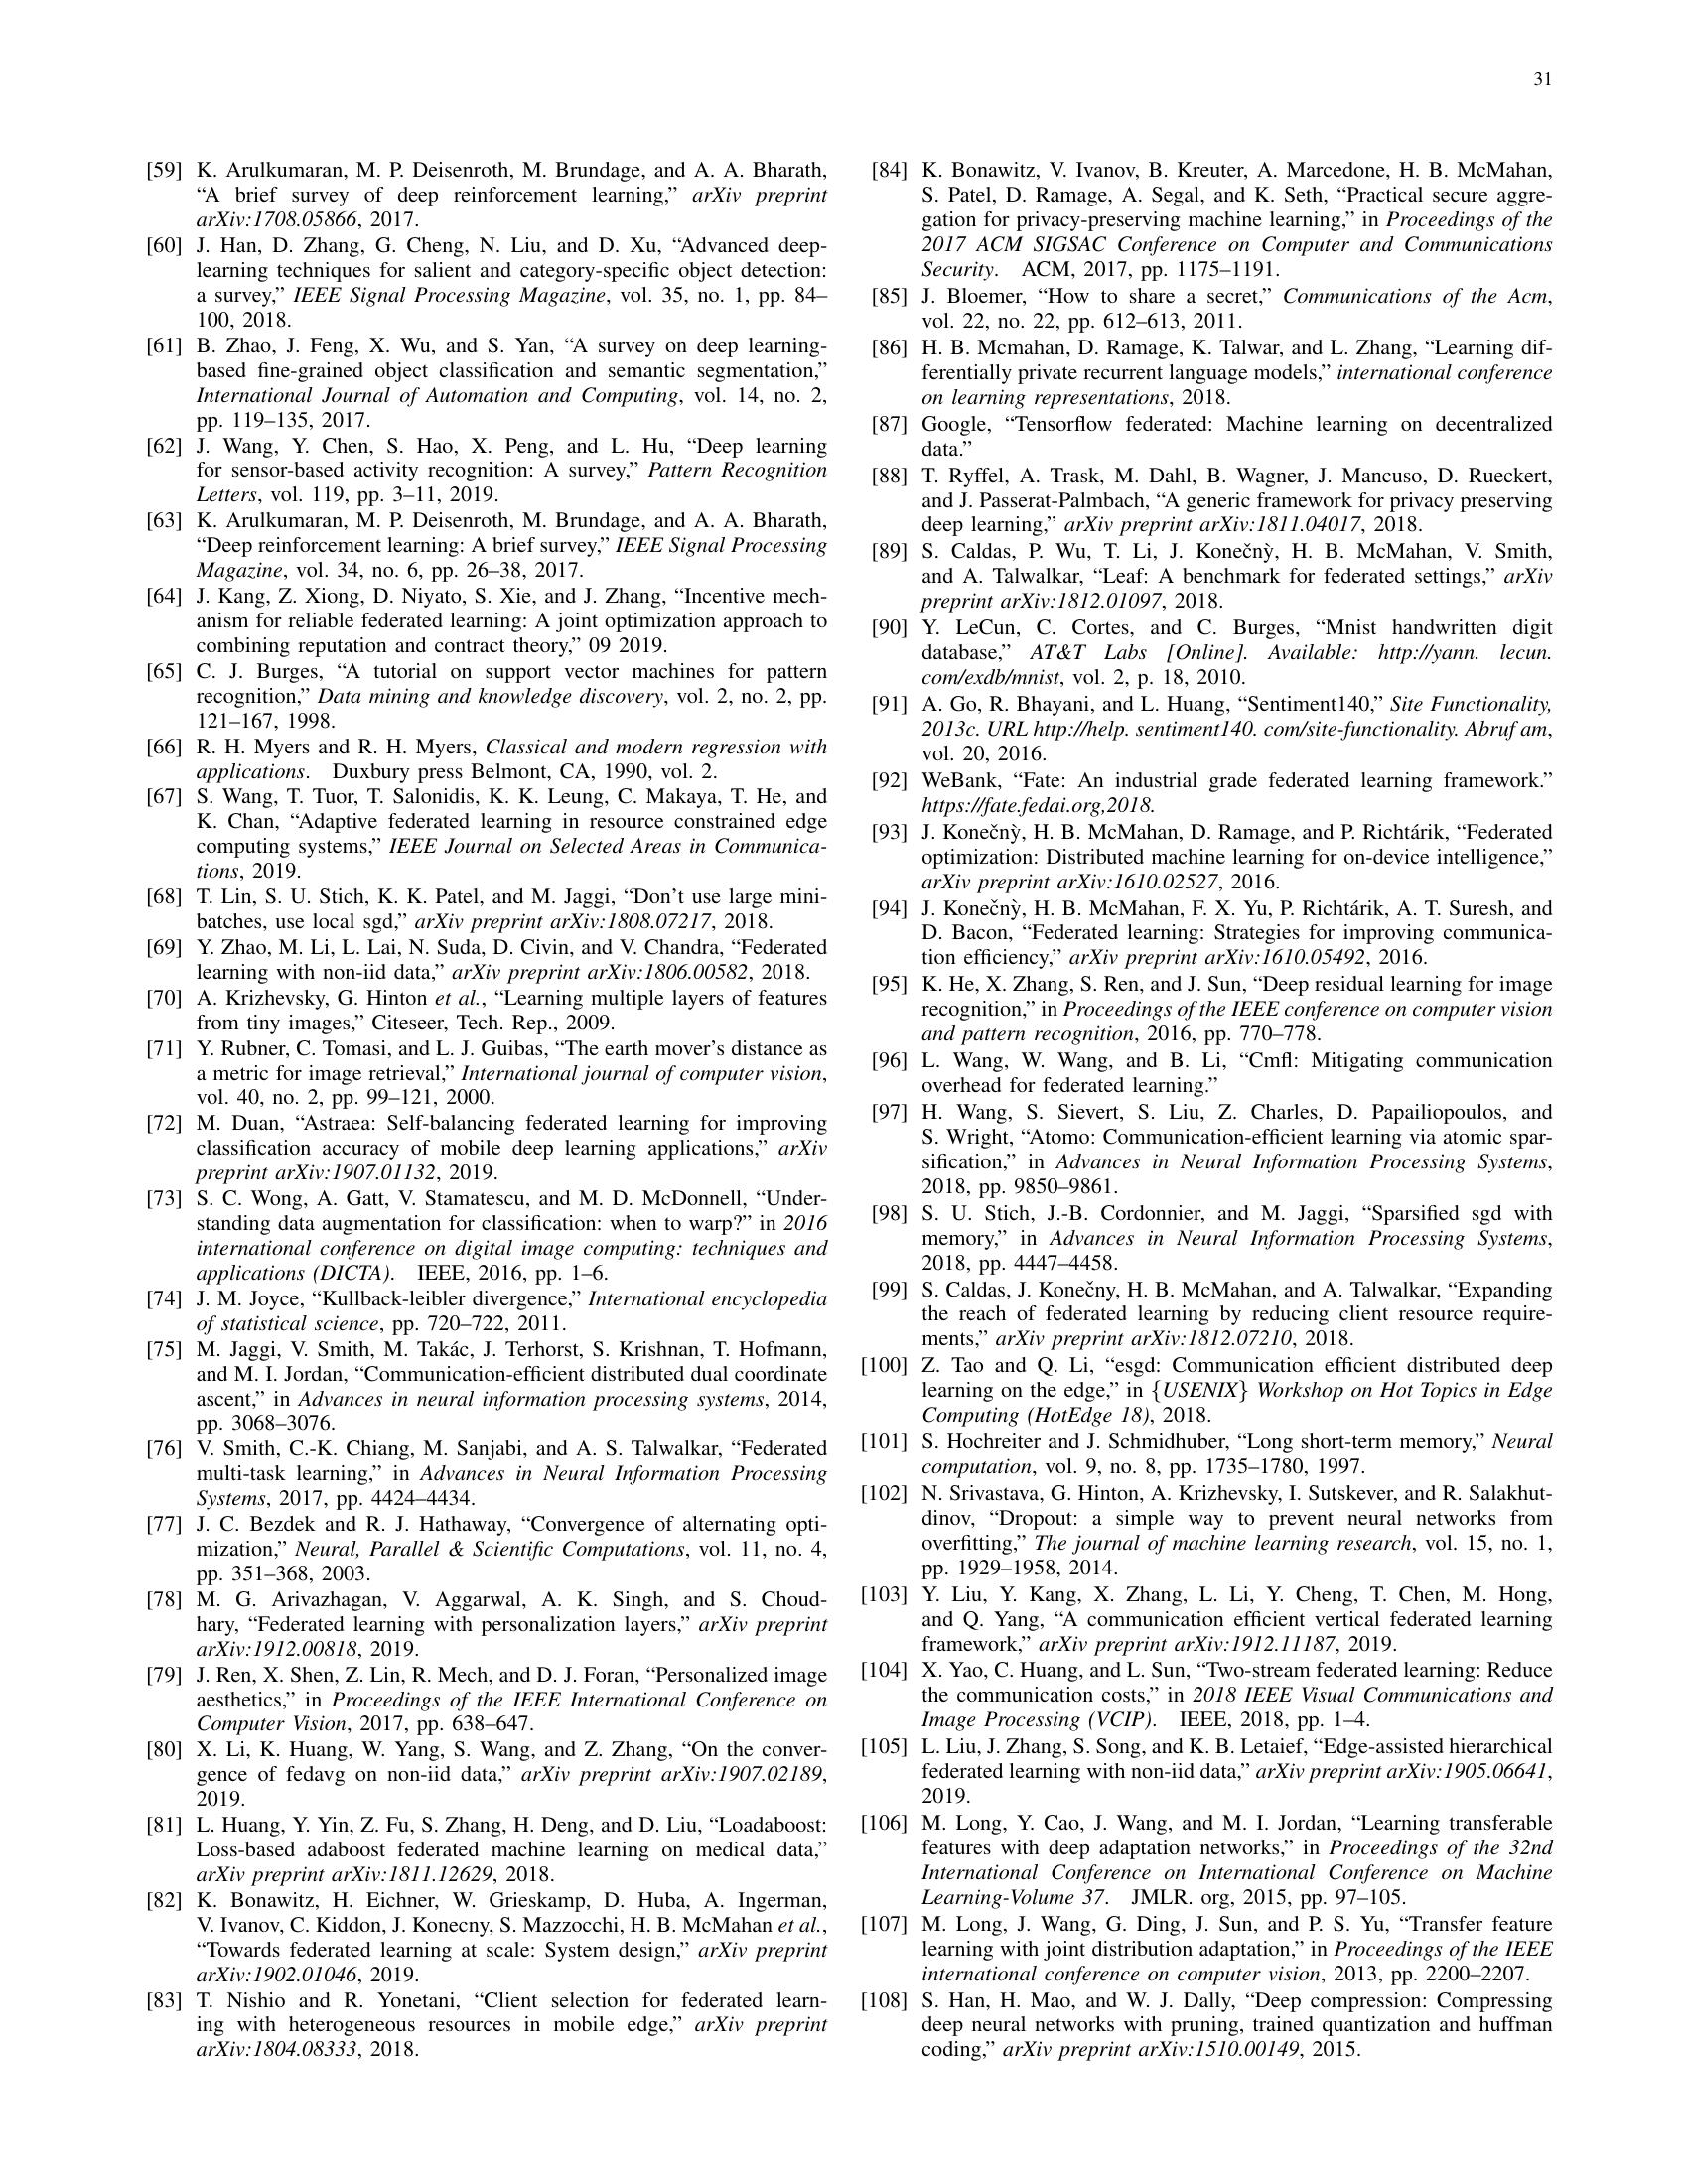 31
[59] K. Arulkumaran, M. P. Deisenroth, M. Brundage, and A. A. Bharath,
“A brief survey of deep reinforcement learning,” arXiv preprint
arXiv:1708.05866, 2017.
[60] J. Han, D. Zhang, G. Cheng, N. Liu, and D. Xu, “Advanced deep-
learning techniques for salient and category-specific object detection:
a survey,” IEEE Signal Processing Magazine, vol. 35, no. 1, pp. 84–
100, 2018.
[61] B. Zhao, J. Feng, X. Wu, and S. Yan, “A survey on deep learning-
based fine-grained object classification and semantic segmentation,”
International Journal of Automation and Computing, vol. 14, no. 2,
pp. 119–135, 2017.
[62] J. Wang, Y. Chen, S. Hao, X. Peng, and L. Hu, “Deep learning
for sensor-based activity recognition: A survey,” Pattern Recognition
Letters, vol. 119, pp. 3–11, 2019.
[63] K. Arulkumaran, M. P. Deisenroth, M. Brundage, and A. A. Bharath,
“Deep reinforcement learning: A brief survey,” IEEE Signal Processing
Magazine, vol. 34, no. 6, pp. 26–38, 2017.
[64] J. Kang, Z. Xiong, D. Niyato, S. Xie, and J. Zhang, “Incentive mech-
anism for reliable federated learning: A joint optimization approach to
combining reputation and contract theory,” 09 2019.
[65] C. J. Burges, “A tutorial on support vector machines for pattern
recognition,” Data mining and knowledge discovery, vol. 2, no. 2, pp.
121–167, 1998.
[66] R. H. Myers and R. H. Myers, Classical and modern regression with
applications. Duxbury press Belmont, CA, 1990, vol. 2.
[67] S. Wang, T. Tuor, T. Salonidis, K. K. Leung, C. Makaya, T. He, and
K. Chan, “Adaptive federated learning in resource constrained edge
computing systems,” IEEE Journal on Selected Areas in Communica-
tions, 2019.
[68] T. Lin, S. U. Stich, K. K. Patel, and M. Jaggi, “Don’t use large mini-
batches, use local sgd,” arXiv preprint arXiv:1808.07217, 2018.
[69] Y. Zhao, M. Li, L. Lai, N. Suda, D. Civin, and V. Chandra, “Federated
learning with non-iid data,” arXiv preprint arXiv:1806.00582, 2018.
[70] A. Krizhevsky, G. Hinton et al., “Learning multiple layers of features
from tiny images,” Citeseer, Tech. Rep., 2009.
[71] Y. Rubner, C. Tomasi, and L. J. Guibas, “The earth mover’s distance as
a metric for image retrieval,” International journal of computer vision,
vol. 40, no. 2, pp. 99–121, 2000.
[72] M. Duan, “Astraea: Self-balancing federated learning for improving
classification accuracy of mobile deep learning applications,” arXiv
preprint arXiv:1907.01132, 2019.
[73] S. C. Wong, A. Gatt, V. Stamatescu, and M. D. McDonnell, “Under-
standing data augmentation for classification: when to warp?” in 2016
international conference on digital image computing: techniques and
applications (DICTA). IEEE, 2016, pp. 1–6.
[74] J. M. Joyce, “Kullback-leibler divergence,” International encyclopedia
of statistical science, pp. 720–722, 2011.
[75] M. Jaggi, V. Smith, M. Takác, J. Terhorst, S. Krishnan, T. Hofmann,
and M. I. Jordan, “Communication-efficient distributed dual coordinate
ascent,” in Advances in neural information processing systems, 2014,
pp. 3068–3076.
[76] V. Smith, C.-K. Chiang, M. Sanjabi, and A. S. Talwalkar, “Federated
multi-task learning,” in Advances in Neural Information Processing
Systems, 2017, pp. 4424–4434.
[77] J. C. Bezdek and R. J. Hathaway, “Convergence of alternating opti-
mization,” Neural, Parallel & Scientific Computations, vol. 11, no. 4,
pp. 351–368, 2003.
[78] M. G. Arivazhagan, V. Aggarwal, A. K. Singh, and S. Choud-
hary, “Federated learning with personalization layers,” arXiv preprint
arXiv:1912.00818, 2019.
[79] J. Ren, X. Shen, Z. Lin, R. Mech, and D. J. Foran, “Personalized image
aesthetics,” in Proceedings of the IEEE International Conference on
Computer Vision, 2017, pp. 638–647.
[80] X. Li, K. Huang, W. Yang, S. Wang, and Z. Zhang, “On the conver-
gence of fedavg on non-iid data,” arXiv preprint arXiv:1907.02189,
2019.
[81] L. Huang, Y. Yin, Z. Fu, S. Zhang, H. Deng, and D. Liu, “Loadaboost:
Loss-based adaboost federated machine learning on medical data,”
arXiv preprint arXiv:1811.12629, 2018.
[82] K. Bonawitz, H. Eichner, W. Grieskamp, D. Huba, A. Ingerman,
V. Ivanov, C. Kiddon, J. Konecny, S. Mazzocchi, H. B. McMahan et al.,
“Towards federated learning at scale: System design,” arXiv preprint
arXiv:1902.01046, 2019.
[83] T. Nishio and R. Yonetani, “Client selection for federated learn-
ing with heterogeneous resources in mobile edge,” arXiv preprint
arXiv:1804.08333, 2018.
[84] K. Bonawitz, V. Ivanov, B. Kreuter, A. Marcedone, H. B. McMahan,
S. Patel, D. Ramage, A. Segal, and K. Seth, “Practical secure aggre-
gation for privacy-preserving machine learning,” in Proceedings of the
2017 ACM SIGSAC Conference on Computer and Communications
Security. ACM, 2017, pp. 1175–1191.
[85] J. Bloemer, “How to share a secret,” Communications of the Acm,
vol. 22, no. 22, pp. 612–613, 2011.
[86] H. B. Mcmahan, D. Ramage, K. Talwar, and L. Zhang, “Learning dif-
ferentially private recurrent language models,” international conference
on learning representations, 2018.
[87] Google, “Tensorflow federated: Machine learning on decentralized
data.”
[88] T. Ryffel, A. Trask, M. Dahl, B. Wagner, J. Mancuso, D. Rueckert,
and J. Passerat-Palmbach, “A generic framework for privacy preserving
deep learning,” arXiv preprint arXiv:1811.04017, 2018.
[89] S. Caldas, P. Wu, T. Li, J. Konečnỳ, H. B. McMahan, V. Smith,
and A. Talwalkar, “Leaf: A benchmark for federated settings,” arXiv
preprint arXiv:1812.01097, 2018.
[90] Y. LeCun, C. Cortes, and C. Burges, “Mnist handwritten digit
database,” AT&T Labs [Online]. Available: http://yann. lecun.
com/exdb/mnist, vol. 2, p. 18, 2010.
[91] A. Go, R. Bhayani, and L. Huang, “Sentiment140,” Site Functionality,
2013c. URL http://help. sentiment140. com/site-functionality. Abruf am,
vol. 20, 2016.
[92] WeBank, “Fate: An industrial grade federated learning framework.”
https://fate.fedai.org,2018.
[93] J. Konečnỳ, H. B. McMahan, D. Ramage, and P. Richtárik, “Federated
optimization: Distributed machine learning for on-device intelligence,”
arXiv preprint arXiv:1610.02527, 2016.
[94] J. Konečnỳ, H. B. McMahan, F. X. Yu, P. Richtárik, A. T. Suresh, and
D. Bacon, “Federated learning: Strategies for improving communica-
tion efficiency,” arXiv preprint arXiv:1610.05492, 2016.
[95] K. He, X. Zhang, S. Ren, and J. Sun, “Deep residual learning for image
recognition,” in Proceedings of the IEEE conference on computer vision
and pattern recognition, 2016, pp. 770–778.
[96] L. Wang, W. Wang, and B. Li, “Cmfl: Mitigating communication
overhead for federated learning.”
[97] H. Wang, S. Sievert, S. Liu, Z. Charles, D. Papailiopoulos, and
S. Wright, “Atomo: Communication-efficient learning via atomic spar-
sification,” in Advances in Neural Information Processing Systems,
2018, pp. 9850–9861.
[98] S. U. Stich, J.-B. Cordonnier, and M. Jaggi, “Sparsified sgd with
memory,” in Advances in Neural Information Processing Systems,
2018, pp. 4447–4458.
[99] S. Caldas, J. Konečny, H. B. McMahan, and A. Talwalkar, “Expanding
the reach of federated learning by reducing client resource require-
ments,” arXiv preprint arXiv:1812.07210, 2018.
[100] Z. Tao and Q. Li, “esgd: Communication efficient distributed deep
learning on the edge,” in {USENIX} Workshop on Hot Topics in Edge
Computing (HotEdge 18), 2018.
[101] S. Hochreiter and J. Schmidhuber, “Long short-term memory,” Neural
computation, vol. 9, no. 8, pp. 1735–1780, 1997.
[102] N. Srivastava, G. Hinton, A. Krizhevsky, I. Sutskever, and R. Salakhut-
dinov, “Dropout: a simple way to prevent neural networks from
overfitting,” The journal of machine learning research, vol. 15, no. 1,
pp. 1929–1958, 2014.
[103] Y. Liu, Y. Kang, X. Zhang, L. Li, Y. Cheng, T. Chen, M. Hong,
and Q. Yang, “A communication efficient vertical federated learning
framework,” arXiv preprint arXiv:1912.11187, 2019.
[104] X. Yao, C. Huang, and L. Sun, “Two-stream federated learning: Reduce
the communication costs,” in 2018 IEEE Visual Communications and
Image Processing (VCIP). IEEE, 2018, pp. 1–4.
[105] L. Liu, J. Zhang, S. Song, and K. B. Letaief, “Edge-assisted hierarchical
federated learning with non-iid data,” arXiv preprint arXiv:1905.06641,
2019.
[106] M. Long, Y. Cao, J. Wang, and M. I. Jordan, “Learning transferable
features with deep adaptation networks,” in Proceedings of the 32nd
International Conference on International Conference on Machine
Learning-Volume 37. JMLR. org, 2015, pp. 97–105.
[107] M. Long, J. Wang, G. Ding, J. Sun, and P. S. Yu, “Transfer feature
learning with joint distribution adaptation,” in Proceedings of the IEEE
international conference on computer vision, 2013, pp. 2200–2207.
[108] S. Han, H. Mao, and W. J. Dally, “Deep compression: Compressing
deep neural networks with pruning, trained quantization and huffman
coding,” arXiv preprint arXiv:1510.00149, 2015.